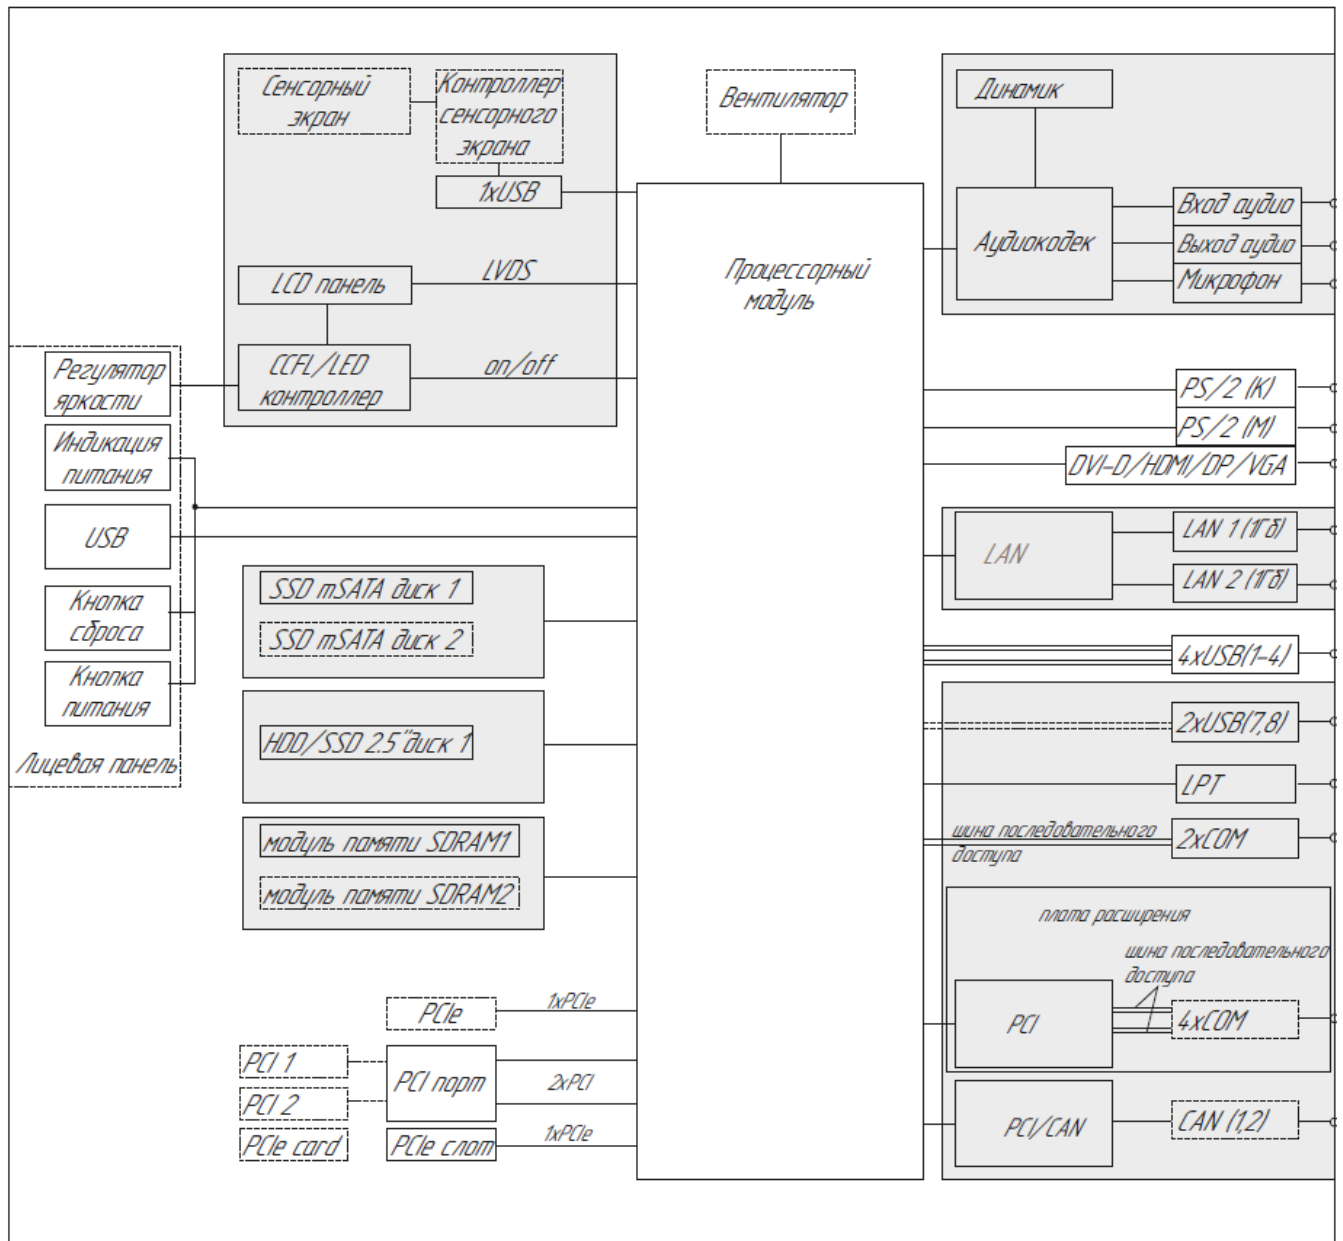 Сенсорный
экран
Контроллер
сенсорного
экрана
1xUSB
LCD панель
LVDS
CCFL/LED
контроллер
on/off
Регулятор
яркости
Индикация
питания
USB
Кнопка
сброса
Кнопка
питания
Лицевая панель
SSD mSATA диск 1
SSD mSATA диск 2
HDD/SSD 2.5"диск 1
модуль памяти SDRAM1
модуль памяти SDRAM2
PCIe
1xPCIe
PCI 1
PCI 2
PCI порт
2xPCI
PCIe card
PCIe слот
1xPCIe
Вентилятор
Процессорный
модуль
Динамик
Аудиокодек
Вход аудио
Выход аудио
Микрофон
PS/2 (K)
PS/2 (M)
DVI-D/HDMI/DP/VGA
LAN
LAN 1 (1Гб)
LAN 2 (1Гб)
4xUSB(1-4)
2xUSB(7,8)
LPT
шина последовательного
доступа
2xCOM
плата расширения
шина последовательного
доступа
PCI
4xCOM
PCI/CAN
CAN (1,2)